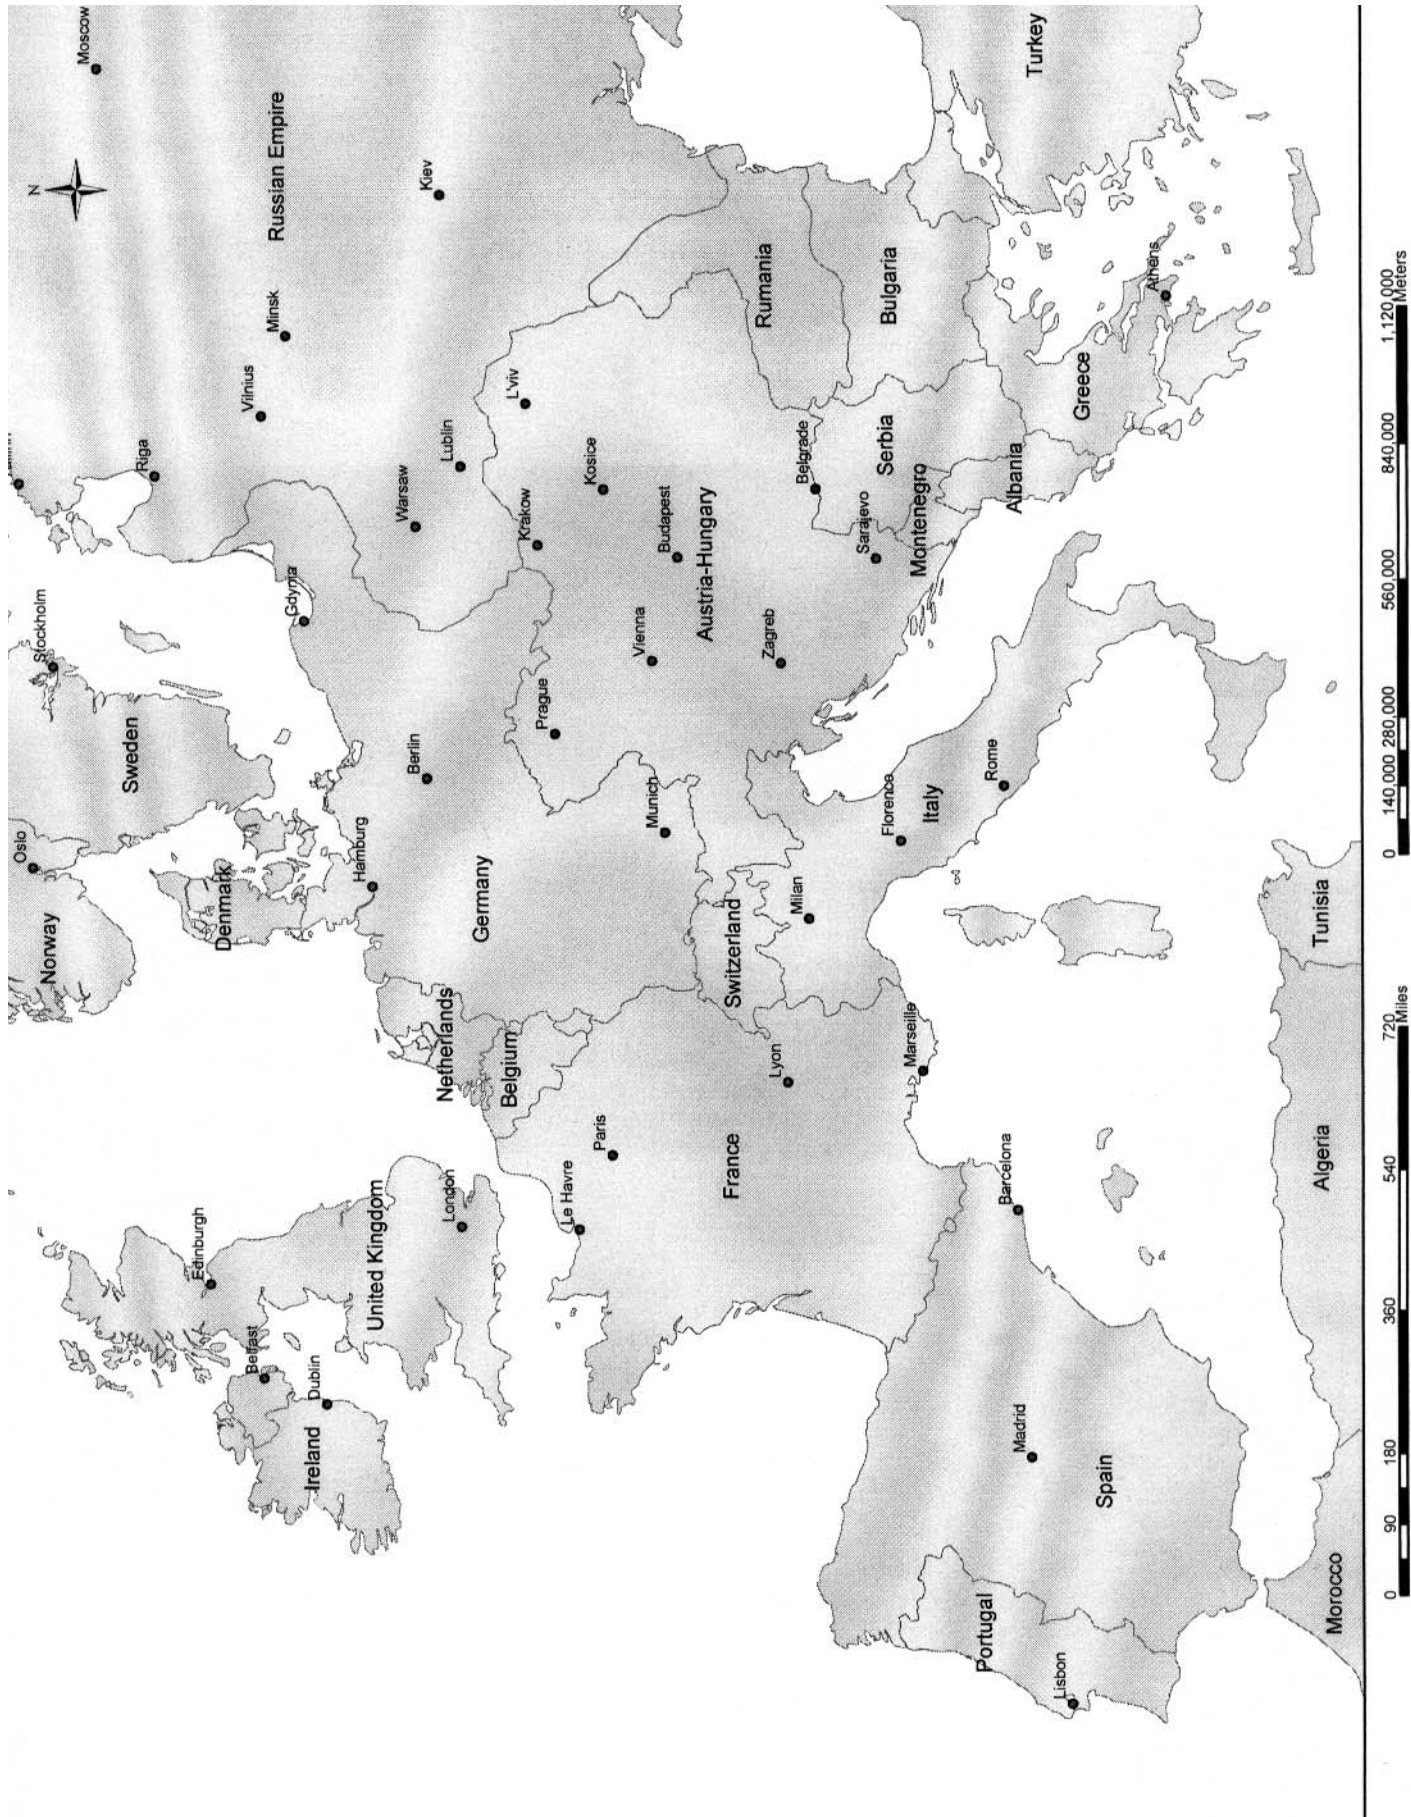 N
Moscow
Oslo
Stockholm
Norway
Sweden
Riga
Edinburgh
Denmark
Vilnius
Minsk
Russian Empire
Belfast
Dublin
Ireland
Gdynia
Hamburg
United Kingdom
Berlin
Warsaw
Kiev
London
Netherlands
Lublin
Germany
Belgium
L'viv
Krakow
Prague
Le Havre
Paris
Kosice
Munich
Vienna
Budapest
France
Switzerland
Austria-Hungary
Rumania
Lyon
Milan
Zagreb
Belgrade
Sarajevo
Serbia
Bulgaria
Florence
Marseille
Montenegro
Italy
Portugal
Rome
Barcelona
Madrid
Albania
Turkey
Lisbon
Spain
Greece
Athens
Morocco
Algeria
Tunisia
0 90 180 360 540 720
Miles
0 140,000 280,000 560,000 840,000 1,120,000
Meters